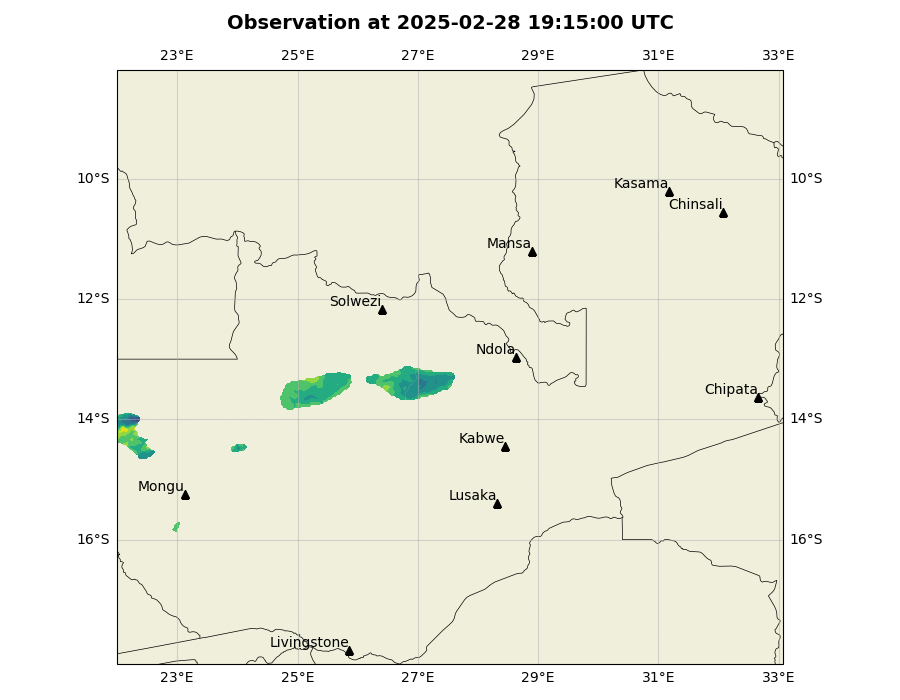 Observation at 2025-02-28 19:15:00 UTC
23°E 25°E 27°E 29°E 31°E 33°E
10°S 10°S
Kasama
Chinsali
Mansa
12°S 12°S
Solwezi
Ndola
Chipata
14°S 14°S
Kabwe
Mongu
Lusaka
16°S 16°S
Livingstone
23°E 25°E 27°E 29°E 31°E 33°E